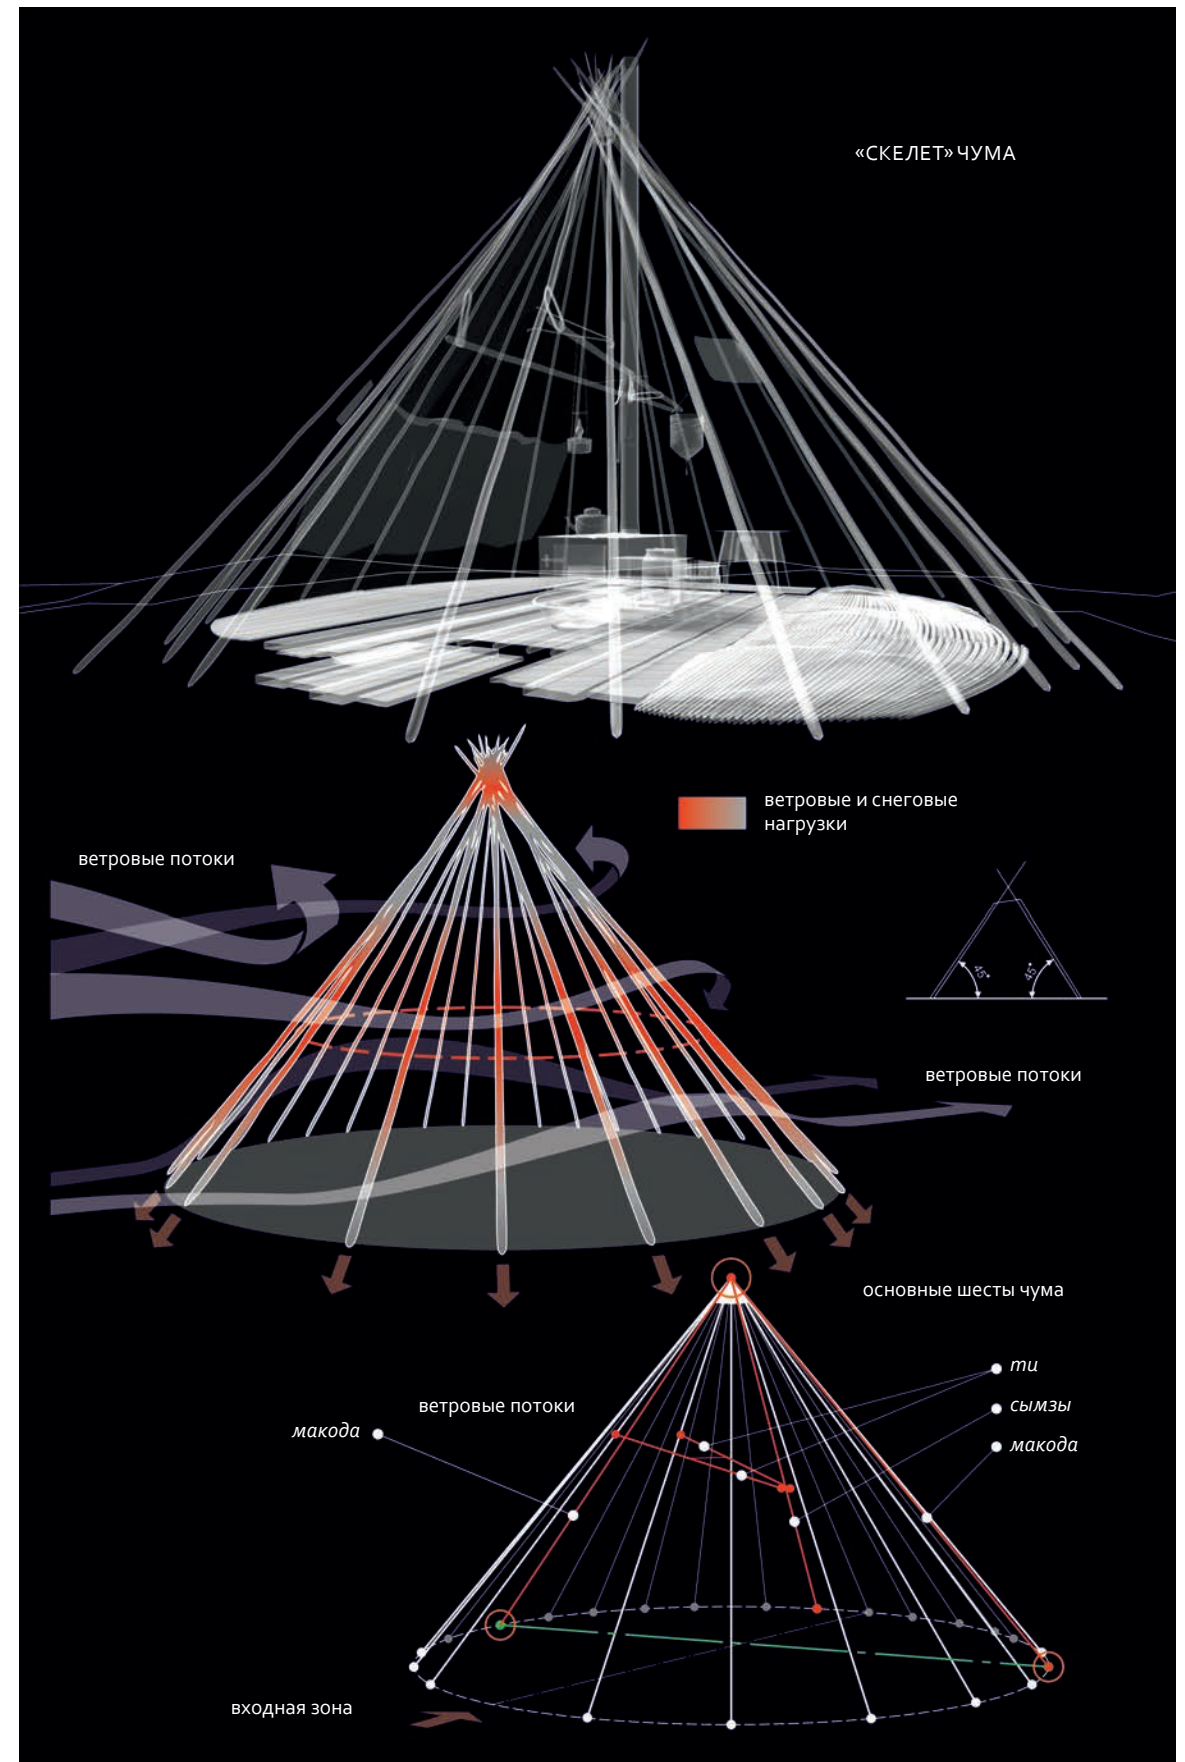 «СКЕЛЕТ» ЧУМА
ветровые и снеговые
нагрузки
ветровые потоки
45°
45°
ветровые потоки
основные шесты чума
ти
ветровые потоки
сымзы
макода
макода
входная зона